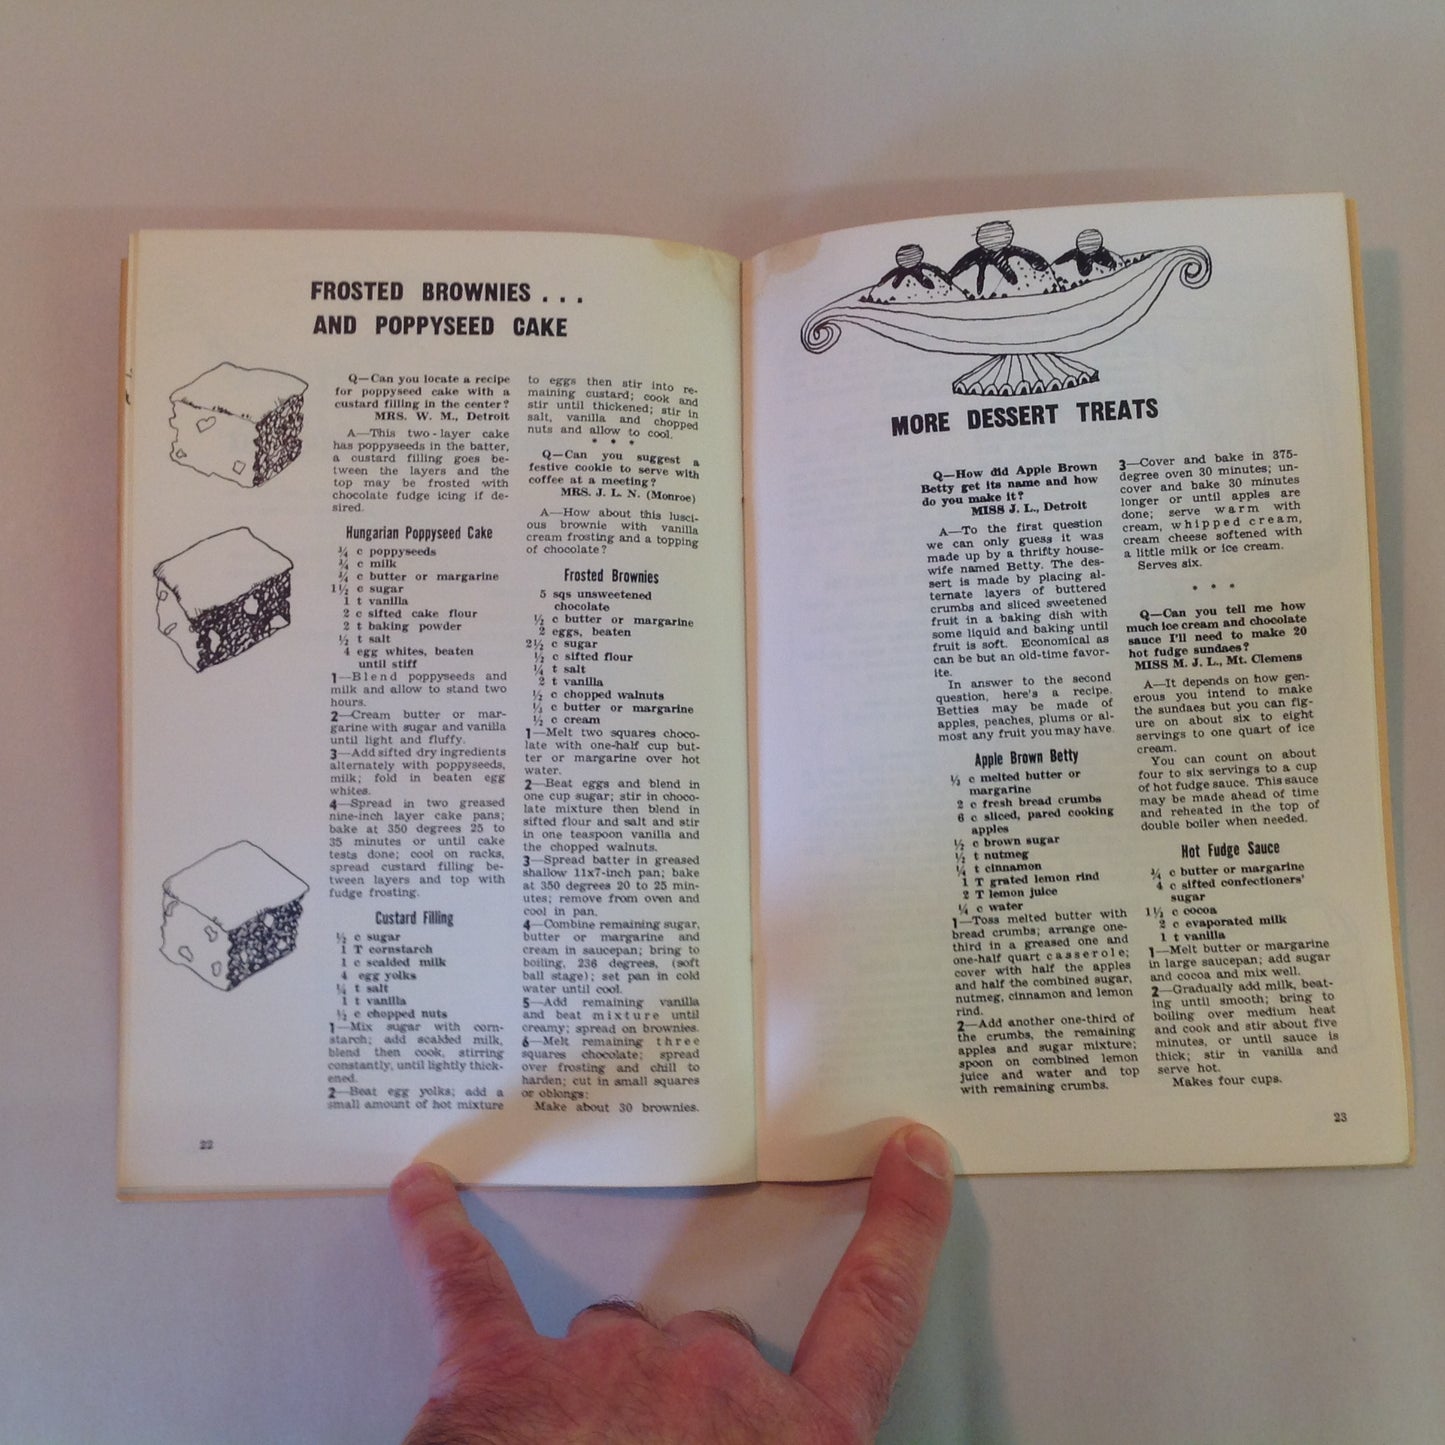 FROSTED BROWNIES . . .
AND POPPYSEED CAKE
Q—Can you locate a recipe
for poppyseed cake with a
custard filling in the center?
MRS. W. M., Detroit
A—This two-layer cake
has poppyseeds in the batter,
a custard filling goes be-
tween the layers and the
top may be frosted with
chocolate fudge icing if de-
sired.
Hungarian Poppyseed Cake
¾ c poppyseeds
¾ c milk
¾ c butter or margarine
1½ c sugar
1 t vanilla
2 c sifted cake flour
2 t baking powder
½ t salt
4 egg whites, beaten
until stiff
1—Blend poppyseeds and
milk and allow to stand two
hours.
2—Cream butter or mar-
garine with sugar and vanilla
until light and fluffy.
3—Add sifted dry ingredients
alternately with poppyseeds,
milk; fold in beaten egg
whites.
4—Spread in two greased
nine-inch layer cake pans;
bake at 350 degrees 25 to
35 minutes or until cake
tests done; cool on racks,
spread custard filling be-
tween layers and top with
fudge frosting.
Custard Filling
½ c sugar
1 T cornstarch
1 c scalded milk
4 egg yolks
¼ t salt
1 t vanilla
½ c chopped nuts
1—Mix sugar with corn-
starch; add scalded milk,
blend then cook, stirring
constantly, until lightly thick-
ened.
2—Beat egg yolks; add a
small amount of hot mixture
to eggs then stir into re-
maining custard; cook and
stir until thickened; stir in
salt, vanilla and chopped
nuts and allow to cool.
* * *
Q—Can you suggest a
festive cookie to serve with
coffee at a meeting?
MRS. J. L. N. (Monroe)
A—How about this lusci-
ous brownie with vanilla
cream frosting and a topping
of chocolate?
Frosted Brownies
5 sqs unsweetened
chocolate
½ c butter or margarine
2 eggs, beaten
2½ c sugar
½ c sifted flour
¼ t salt
2 t vanilla
½ c chopped walnuts
⅓ c butter or margarine
½ c cream
1—Melt two squares choco-
late with one-half cup but-
ter or margarine over hot
water.
2—Beat eggs and blend in
one cup sugar; stir in choco-
late mixture then blend in
sifted flour and salt and stir
in one teaspoon vanilla and
the chopped walnuts.
3—Spread batter in greased
shallow 11x7-inch pan; bake
at 350 degrees 20 to 25 min-
utes; remove from oven and
cool in pan.
4—Combine remaining sugar,
butter or margarine and
cream in saucepan; bring to
boiling, 236 degrees, (soft
ball stage); set pan in cold
water until cool.
5—Add remaining vanilla
and beat mixture until
creamy; spread on brownies.
6—Melt remaining three
squares chocolate; spread
over frosting and chill to
harden; cut in small squares
or oblongs:
Make about 30 brownies.
22
MORE DESSERT TREATS
Q—How did Apple Brown
Betty get its name and how
do you make it?
MISS J. L., Detroit
A—To the first question
we can only guess it was
made up by a thrifty house-
wife named Betty. The des-
sert is made by placing al-
ternate layers of buttered
crumbs and sliced sweetened
fruit in a baking dish with
some liquid and baking until
fruit is soft. Economical as
can be but an old-time favor-
ite.
In answer to the second
question, here's a recipe.
Betties may be made of
apples, peaches, plums or al-
most any fruit you may have.
Apple Brown Betty
⅓ c melted butter or
margarine
2 c fresh bread crumbs
6 c sliced, pared cooking
apples
½ c brown sugar
½ t nutmeg
¼ t cinnamon
1 T grated lemon rind
2 T lemon juice
¼ c water
1—Toss melted butter with
bread crumbs; arrange one-
third in a greased one and
one-half quart casserole;
cover with half the apples
and half the combined sugar,
nutmeg, cinnamon and lemon
rind.
2—Add another one-third of
the crumbs, the remaining
apples and sugar mixture;
spoon on combined lemon
juice and water and top
with remaining crumbs.
3—Cover and bake in 375-
degree oven 30 minutes; un-
cover and bake 30 minutes
longer or until apples are
done; serve warm with
cream, whipped cream,
cream cheese softened with
a little milk or ice cream.
Serves six.
* * *
Q—Can you tell me how
much ice cream and chocolate
sauce I'll need to make 20
hot fudge sundaes?
MISS M. J. L., Mt. Clemens
A—It depends on how gen-
erous you intend to make
the sundaes but you can fig-
ure on about six to eight
servings to one quart of ice
cream.
You can count on about
four to six servings to a cup
of hot fudge sauce. This sauce
may be made ahead of time
and reheated in the top of
double boiler when needed.
Hot Fudge Sauce
¾ c butter or margarine
4 c sifted confectioners'
sugar
1½ c cocoa
2 c evaporated milk
1 t vanilla
1—Melt butter or margarine
in large saucepan; add sugar
and cocoa and mix well.
2—Gradually add milk, beat-
ing until smooth; bring to
boiling over medium heat
and cook and stir about five
minutes, or until sauce is
thick; stir in vanilla and
serve hot.
Makes four cups.
23